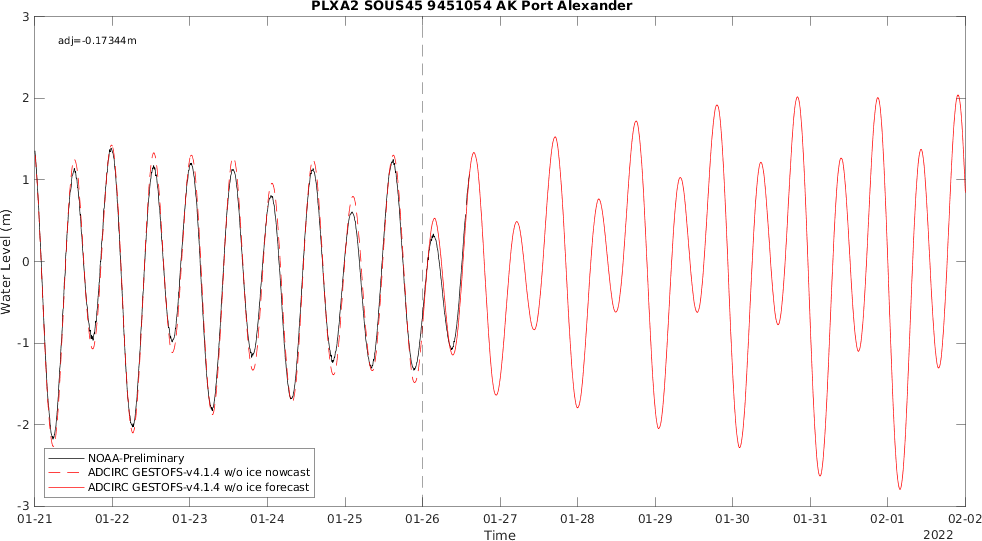 PLXA2 SOUS45 9451054 AK Port Alexander
adj=-0.17344m
3
2
1
0
-1
-2
-3
Water Level (m)
NOAA-Preliminary
ADCIRC GESTOFS-v4.1.4 w/o ice nowcast
ADCIRC GESTOFS-v4.1.4 w/o ice forecast
01-21 01-22 01-23 01-24 01-25 01-26 01-27 01-28 01-29 01-30 01-31 02-01 02-02
Time
2022